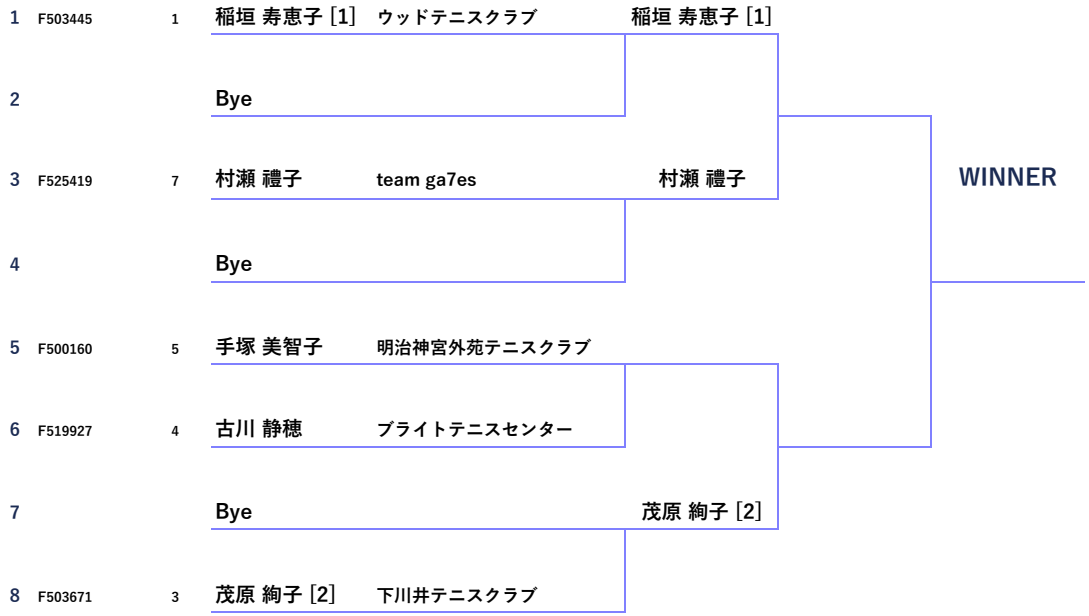 1 F503445 1 稲垣 寿恵子 [1] ウッドテニスクラブ 稲垣 寿恵子 [1]
2 Bye
3 F525419 7 村瀬 禮子 team ga7es 村瀬 禮子 WINNER
4 Bye
5 F500160 5 手塚 美智子 明治神宮外苑テニスクラブ
6 F519927 4 古川 静穂 ブライトテニスセンター
7 Bye 茂原 絢子 [2]
8 F503671 3 茂原 絢子 [2] 下川井テニスクラブ